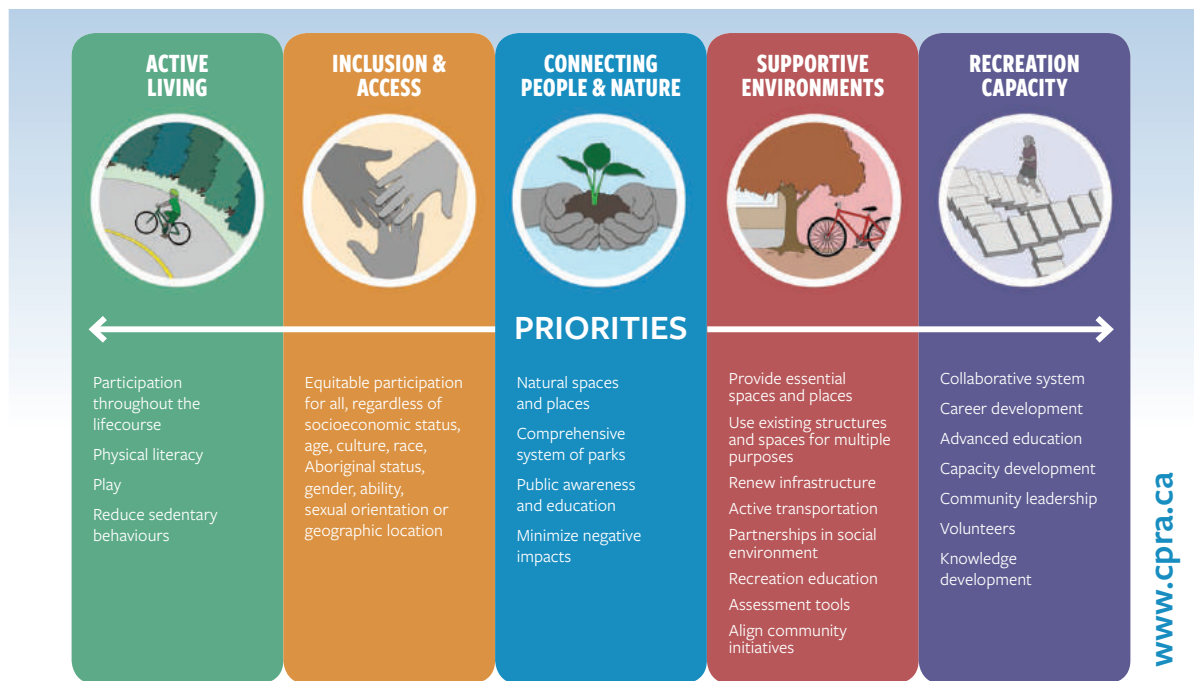 ACTIVE
LIVING
INCLUSION &
ACCESS
CONNECTING
PEOPLE & NATURE
SUPPORTIVE
ENVIRONMENTS
RECREATION
CAPACITY
PRIORITIES
Participation
throughout the
lifecourse
Physical literacy
Play
Reduce sedentary
behaviours
Equitable participation
for all, regardless of
socioeconomic status,
age, culture, race,
Aboriginal status,
gender, ability,
sexual orientation or
geographic location
Natural spaces
and places
Comprehensive
system of parks
Public awareness
and education
Minimize negative
impacts
Provide essential
spaces and places
Use existing structures
and spaces for multiple
purposes
Renew infrastructure
Active transportation
Partnerships in social
environment
Recreation education
Assessment tools
Align community
initiatives
Collaborative system
Career development
Advanced education
Capacity development
Community leadership
Volunteers
Knowledge
development
www.cpra.ca